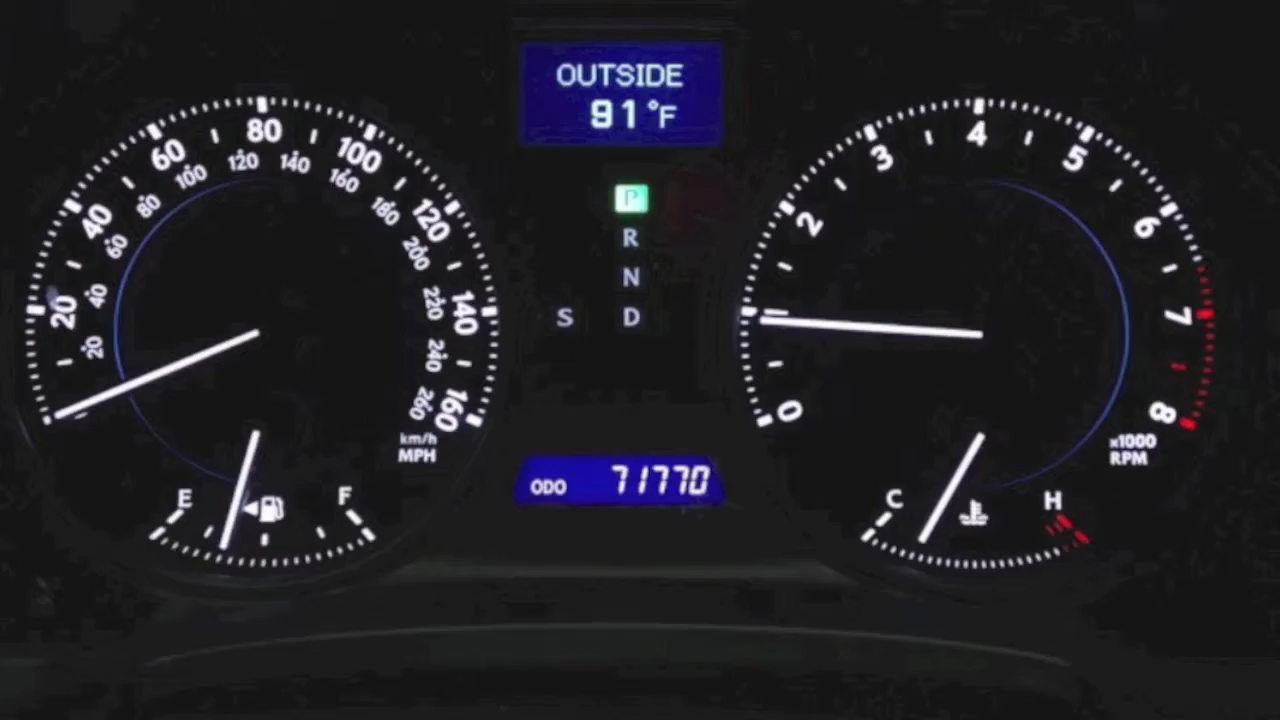 OUTSIDE
91°F
20 40 60 80 100 120 140 160
20 40 60 80 100 120 140 160 180 200 220 240 260
km/h
MPH
E F
P
R
N
S D
ODO 71770
0 1 2 3 4 5 6 7 8
x1000
RPM
C H